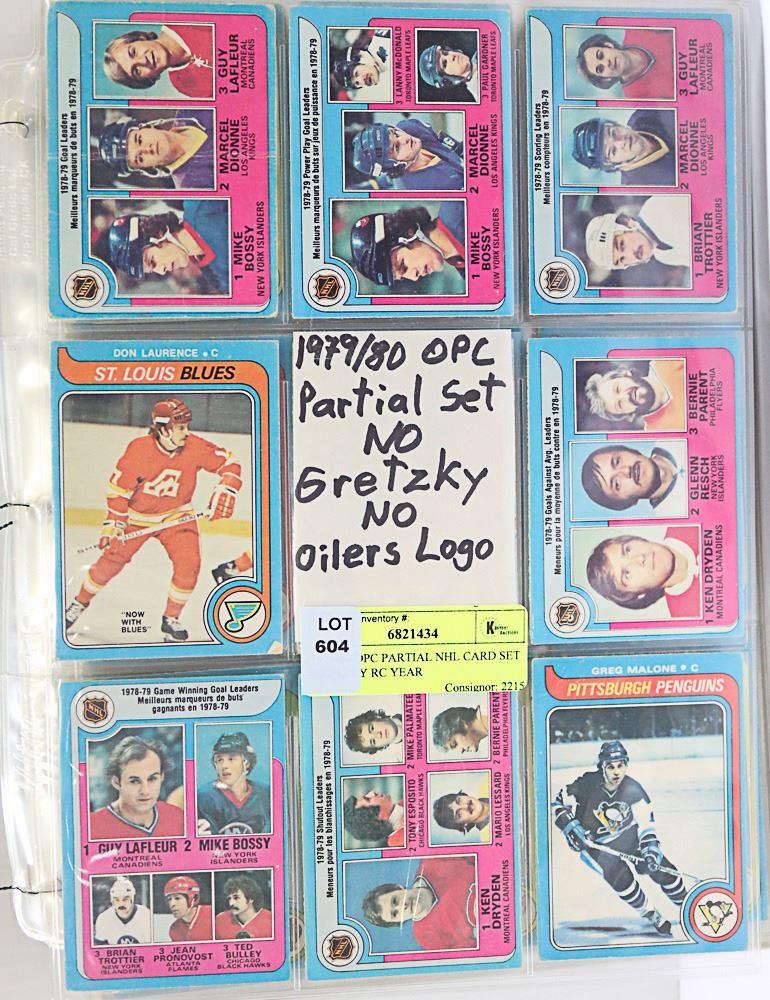 1978-79 Goal Leaders
Meilleurs marqueurs de buts en 1978-79
3 GUY
LAFLEUR
MONTREAL
CANADIENS
2 MARCEL
DIONNE
LOS ANGELES
KINGS
1 MIKE
BOSSY
NEW YORK ISLANDERS
NHL
1978-79 Power Play Goal Leaders
Meilleurs marqueurs de buts sur jeux de puissance en 1978-79
3 LANNY McDONALD
TORONTO MAPLE LEAFS
3 PAUL GARDNER
TORONTO MAPLE LEAFS
2 MARCEL
DIONNE
LOS ANGELES KINGS
1 MIKE
BOSSY
NEW YORK ISLANDERS
NHL
1978-79 Scoring Leaders
Meilleurs compteurs en 1978-79
3 GUY
LAFLEUR
MONTREAL
CANADIENS
2 MARCEL
DIONNE
LOS ANGELES
KINGS
1 BRIAN
TROTTIER
NEW YORK ISLANDERS
NHL
DON LAURENCE • C
ST. LOUIS BLUES
"NOW
WITH
BLUES"
1979/80 OPC
Partial Set
NO
Gretzky
NO
Oilers Logo
LOT
604
Inventory #:
6821434
OPC PARTIAL NHL CARD SET
Y RC YEAR
Consignor: 2215
1978-79 Goals Against Avg. Leaders
Meneurs pour la moyenne de buts contre en 1978-79
3 BERNIE
PARENT
PHILADELPHIA
FLYERS
2 GLENN
RESCH
NEW YORK
ISLANDERS
1 KEN DRYDEN
MONTREAL CANADIENS
NHL
NHL
1978-79 Game Winning Goal Leaders
Meilleurs marqueurs de buts
gagnants en 1978-79
1 GUY LAFLEUR
MONTREAL
CANADIENS
2 MIKE BOSSY
NEW YORK
ISLANDERS
3 BRIAN
TROTTIER
NEW YORK
ISLANDERS
3 JEAN
PRONOVOST
ATLANTA
FLAMES
3 TED
BULLEY
CHICAGO
BLACK HAWKS
1978-79 Shutout Leaders
Meneurs pour les blanchissages en 1978-79
2 MIKE PALMATEE
TORONTO MAPLE LEA
2 BERNIE PARENT
PHILADELPHIA FLYER
2 TONY ESPOSITO
CHICAGO BLACK HAWKS
2 MARIO LESSARD
LOS ANGELES KINGS
1 KEN
DRYDEN
MONTREAL CANADIENS
NHL
GREG MALONE • C
PITTSBURGH PENGUINS